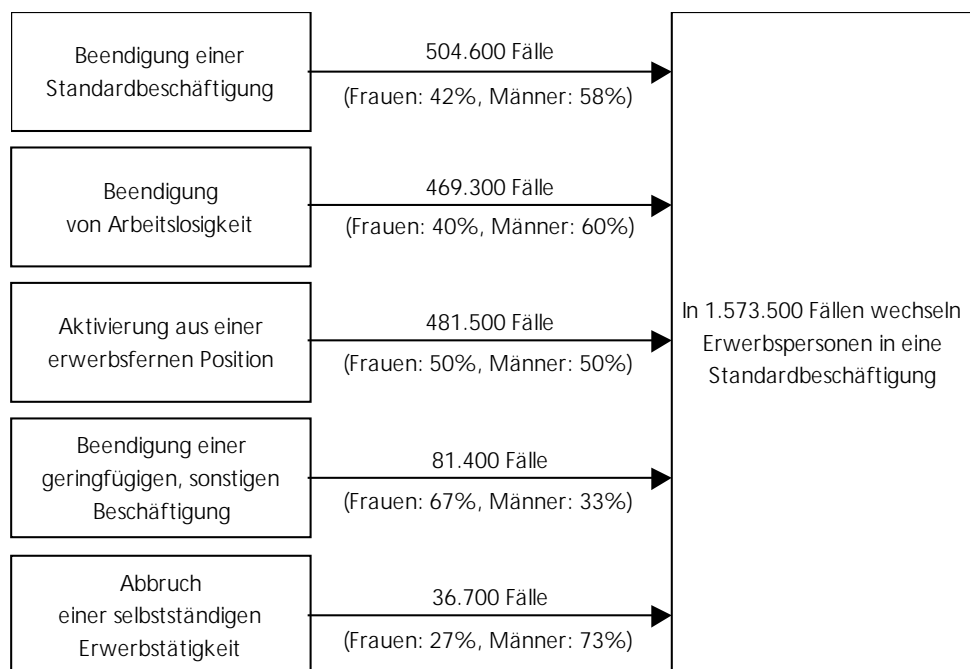 Beendigung einer
Standardbeschäftigung
504.600 Fälle
(Frauen: 42%, Männer: 58%)
Beendigung
von Arbeitslosigkeit
469.300 Fälle
(Frauen: 40%, Männer: 60%)
Aktivierung aus einer
erwerbsfernen Position
481.500 Fälle
(Frauen: 50%, Männer: 50%)
Beendigung einer
geringfügigen, sonstigen
Beschäftigung
81.400 Fälle
(Frauen: 67%, Männer: 33%)
Abbruch
einer selbstständigen
Erwerbstätigkeit
36.700 Fälle
(Frauen: 27%, Männer: 73%)
In 1.573.500 Fällen wechseln
Erwerbspersonen in eine
Standardbeschäftigung